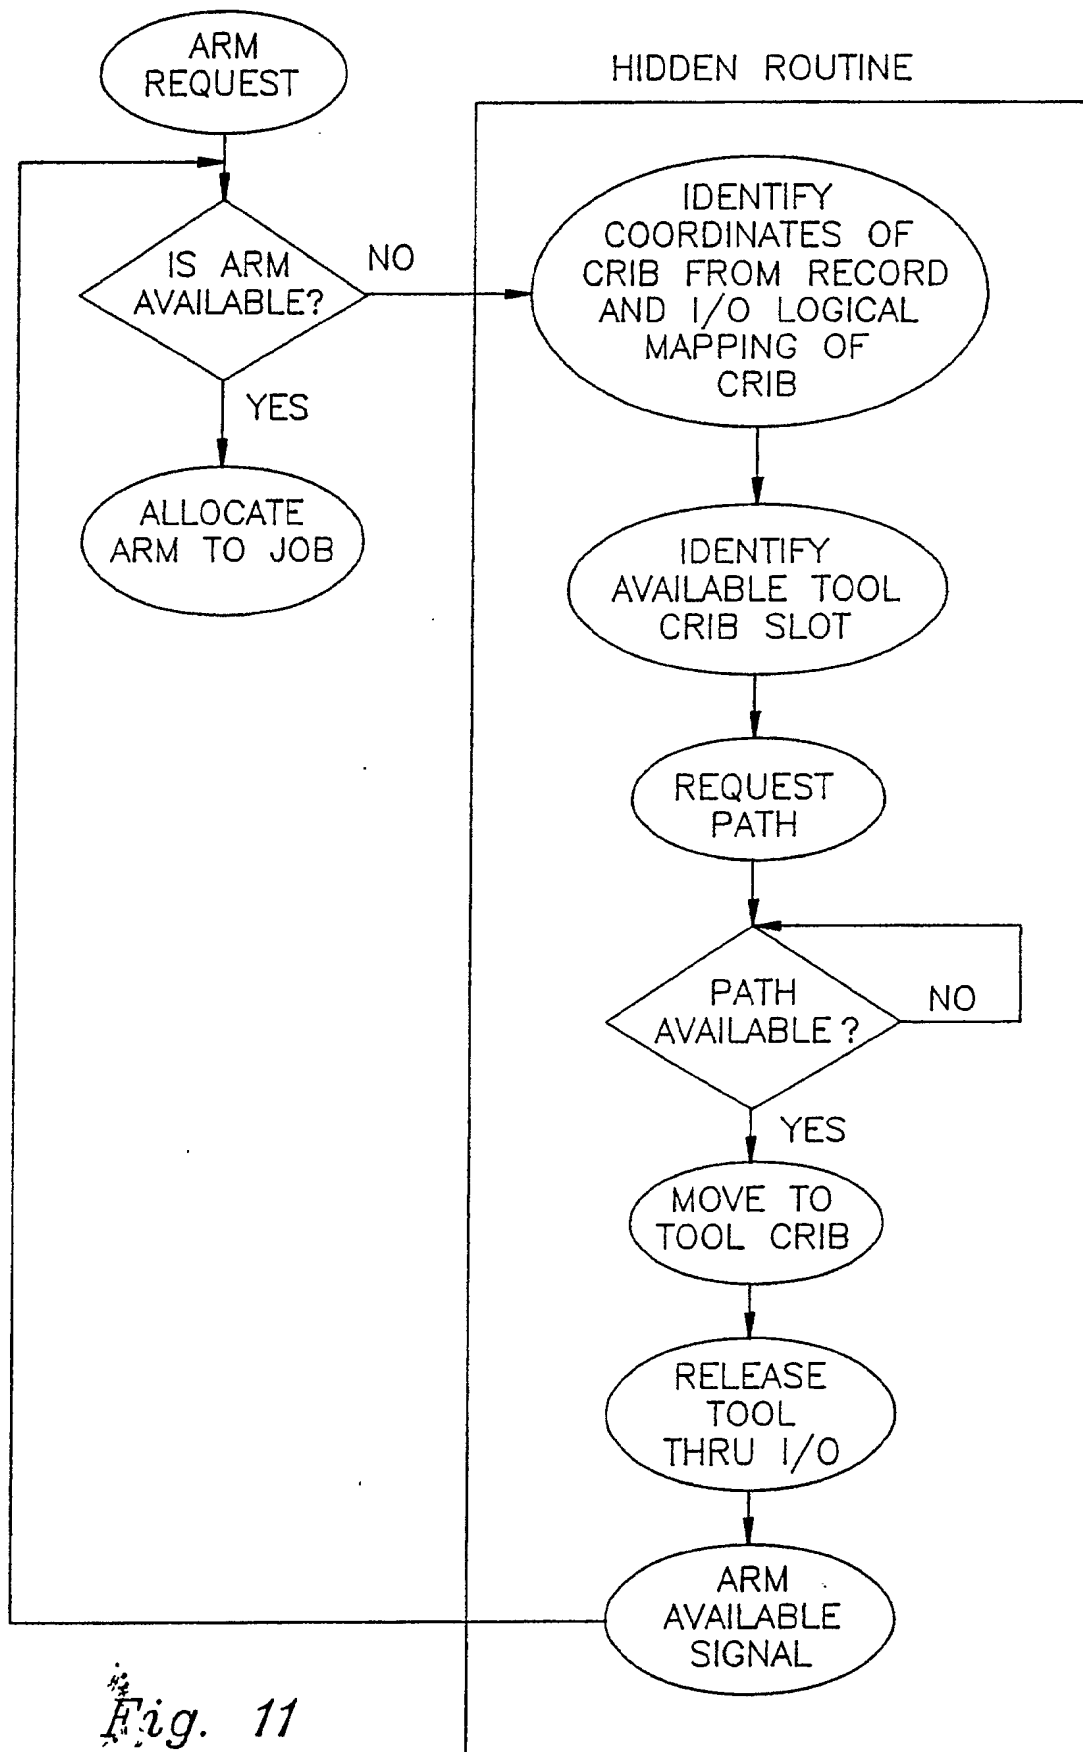 ARM
REQUEST
HIDDEN ROUTINE
IS ARM
AVAILABLE?
NO
YES
ALLOCATE
ARM TO JOB
IDENTIFY
COORDINATES OF
CRIB FROM RECORD
AND I/O LOGICAL
MAPPING OF
CRIB
IDENTIFY
AVAILABLE TOOL
CRIB SLOT
REQUEST
PATH
PATH
AVAILABLE?
NO
YES
MOVE TO
TOOL CRIB
RELEASE
TOOL
THRU I/O
ARM
AVAILABLE
SIGNAL
Fig. 11